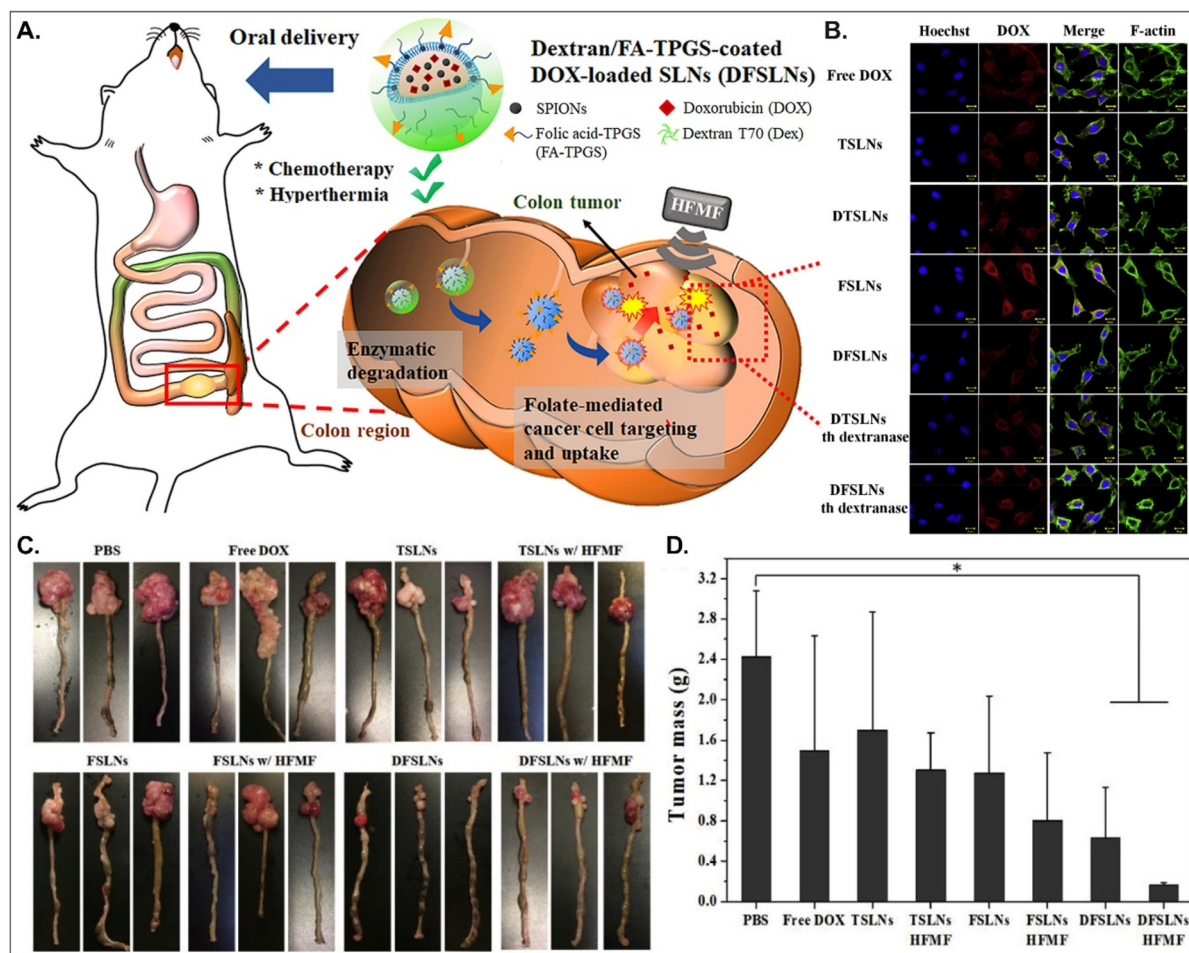 A.
Oral delivery
Dextran/FA-TPGS-coated
DOX-loaded SLNs (DFSLNs)
SPIONs
Doxorubicin (DOX)
Folic acid-TPGS
(FA-TPGS)
Dextran T70 (Dex)
* Chemotherapy
* Hyperthermia
Colon tumor
HFMF
Enzymatic
degradation
Folate-mediated
cancer cell targeting
and uptake
Colon region
B.
Hoechst DOX Merge F-actin
Free DOX
TSLNs
DTSLNs
FSLNs
DFSLNs
DTSLNs
th dextranase
DFSLNs
th dextranase
C.
PBS Free DOX TSLNs TSLNs w/ HFMF
FSLNs FSLNs w/ HFMF DFSLNs DFSLNs w/ HFMF
D.
*
Tumor mass (g)
3.2
2.8
2.4
2.0
1.6
1.2
0.8
0.4
0.0
PBS Free DOX TSLNs TSLNs HFMF FSLNs FSLNs HFMF DFSLNs DFSLNs HFMF